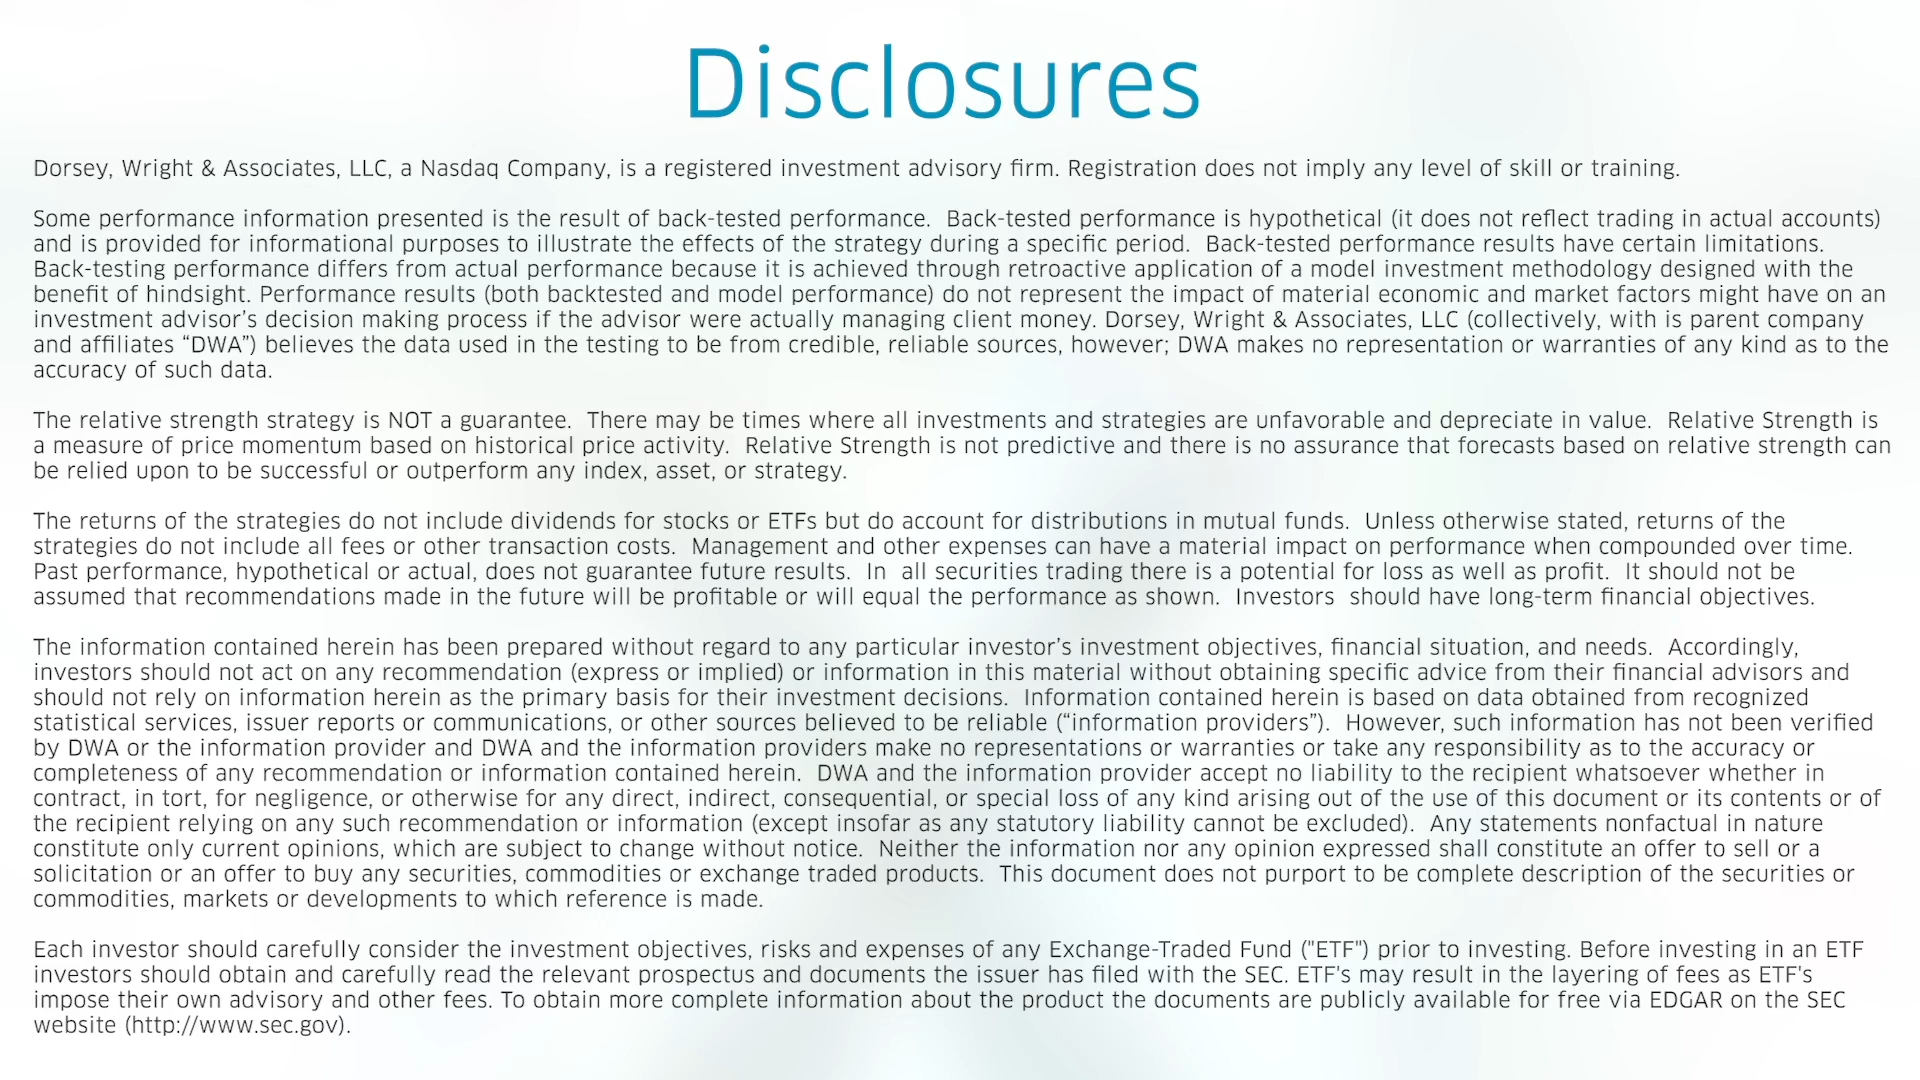 Disclosures
Dorsey, Wright & Associates, LLC, a Nasdaq Company, is a registered investment advisory firm. Registration does not imply any level of skill or training.
Some performance information presented is the result of back-tested performance.  Back-tested performance is hypothetical (it does not reflect trading in actual accounts)
and is provided for informational purposes to illustrate the effects of the strategy during a specific period.  Back-tested performance results have certain limitations.
Back-testing performance differs from actual performance because it is achieved through retroactive application of a model investment methodology designed with the
benefit of hindsight. Performance results (both backtested and model performance) do not represent the impact of material economic and market factors might have on an
investment advisor’s decision making process if the advisor were actually managing client money. Dorsey, Wright & Associates, LLC (collectively, with is parent company
and affiliates “DWA”) believes the data used in the testing to be from credible, reliable sources, however; DWA makes no representation or warranties of any kind as to the
accuracy of such data.
The relative strength strategy is NOT a guarantee.  There may be times where all investments and strategies are unfavorable and depreciate in value.  Relative Strength is
a measure of price momentum based on historical price activity.  Relative Strength is not predictive and there is no assurance that forecasts based on relative strength can
be relied upon to be successful or outperform any index, asset, or strategy.
The returns of the strategies do not include dividends for stocks or ETFs but do account for distributions in mutual funds.  Unless otherwise stated, returns of the
strategies do not include all fees or other transaction costs.  Management and other expenses can have a material impact on performance when compounded over time.
Past performance, hypothetical or actual, does not guarantee future results.  In  all securities trading there is a potential for loss as well as profit.  It should not be
assumed that recommendations made in the future will be profitable or will equal the performance as shown.  Investors  should have long-term financial objectives.
The information contained herein has been prepared without regard to any particular investor’s investment objectives, financial situation, and needs.  Accordingly,
investors should not act on any recommendation (express or implied) or information in this material without obtaining specific advice from their financial advisors and
should not rely on information herein as the primary basis for their investment decisions.  Information contained herein is based on data obtained from recognized
statistical services, issuer reports or communications, or other sources believed to be reliable (“information providers”).  However, such information has not been verified
by DWA or the information provider and DWA and the information providers make no representations or warranties or take any responsibility as to the accuracy or
completeness of any recommendation or information contained herein.  DWA and the information provider accept no liability to the recipient whatsoever whether in
contract, in tort, for negligence, or otherwise for any direct, indirect, consequential, or special loss of any kind arising out of the use of this document or its contents or of
the recipient relying on any such recommendation or information (except insofar as any statutory liability cannot be excluded).  Any statements nonfactual in nature
constitute only current opinions, which are subject to change without notice.  Neither the information nor any opinion expressed shall constitute an offer to sell or a
solicitation or an offer to buy any securities, commodities or exchange traded products.  This document does not purport to be complete description of the securities or
commodities, markets or developments to which reference is made.
Each investor should carefully consider the investment objectives, risks and expenses of any Exchange-Traded Fund ("ETF") prior to investing. Before investing in an ETF
investors should obtain and carefully read the relevant prospectus and documents the issuer has filed with the SEC. ETF's may result in the layering of fees as ETF's
impose their own advisory and other fees. To obtain more complete information about the product the documents are publicly available for free via EDGAR on the SEC
website (http://www.sec.gov).